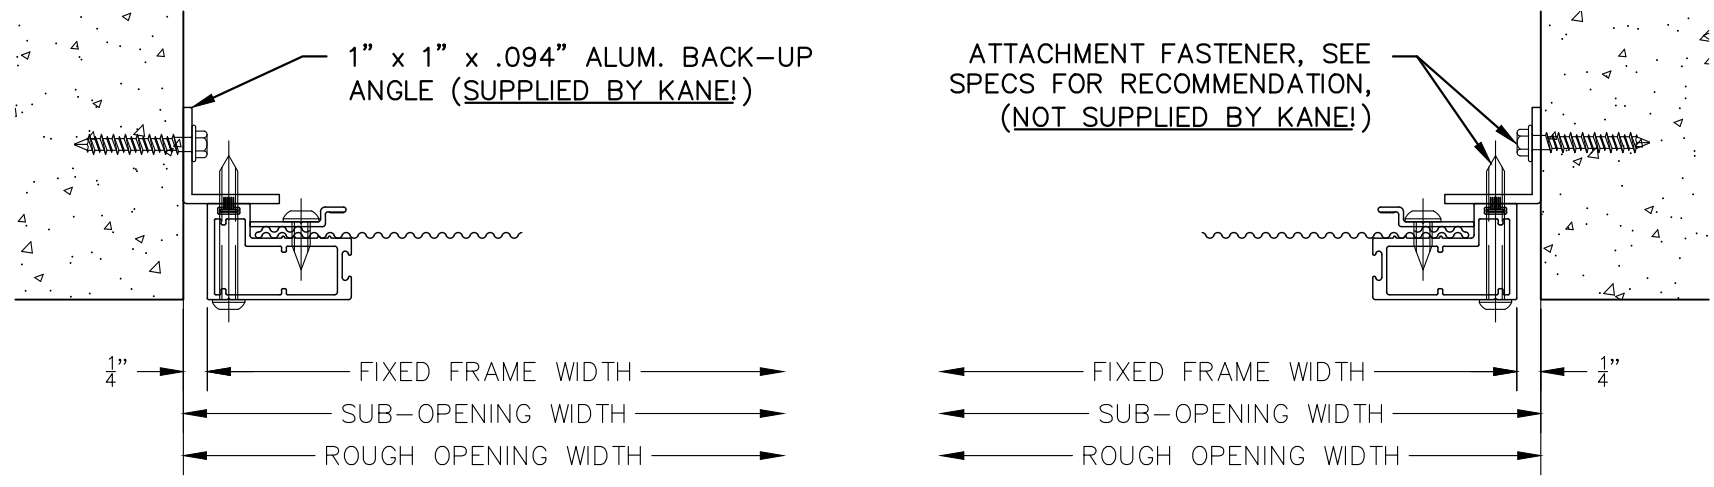 1” x 1” x .094” ALUM. BACK-UP
ANGLE (SUPPLIED BY KANE!)
ATTACHMENT FASTENER, SEE
SPECS FOR RECOMMENDATION,
(NOT SUPPLIED BY KANE!)
1/4”
FIXED FRAME WIDTH
SUB-OPENING WIDTH
ROUGH OPENING WIDTH
FIXED FRAME WIDTH
1/4”
SUB-OPENING WIDTH
ROUGH OPENING WIDTH